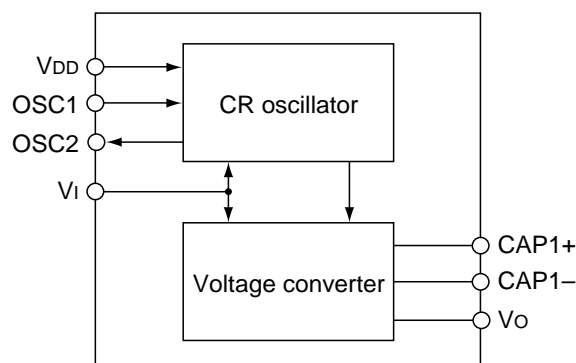 VDD
OSC1
OSC2
VI
CR oscillator
Voltage converter
CAP1+
CAP1–
VO